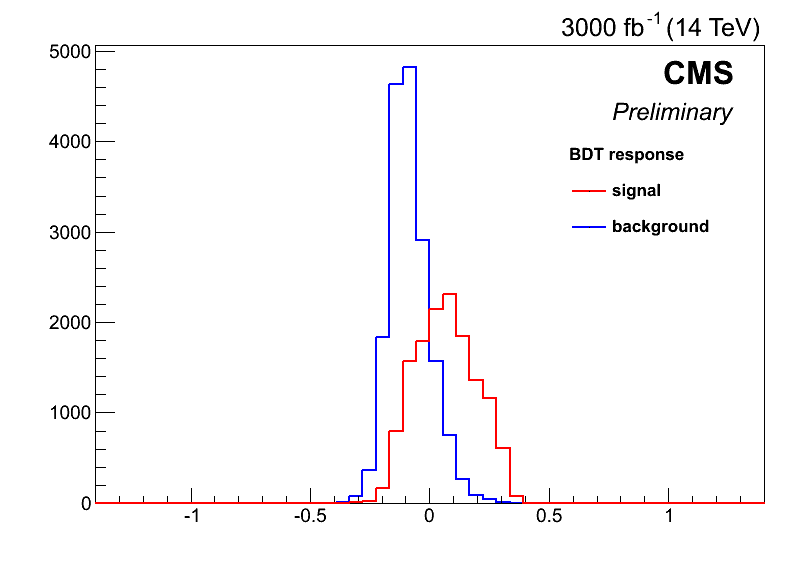 3000 fb⁻¹ (14 TeV)
CMS
Preliminary
BDT response
signal
background
5000
4000
3000
2000
1000
0
-1 -0.5 0 0.5 1